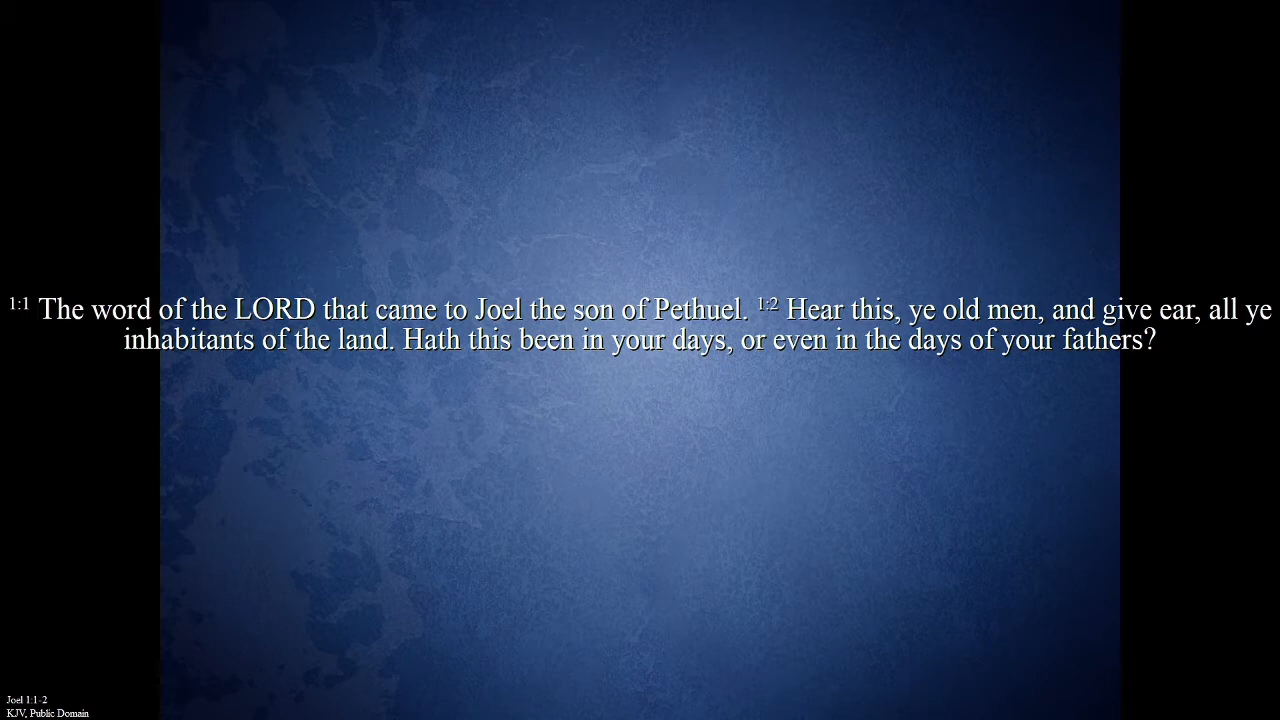 1:1 The word of the LORD that came to Joel the son of Pethuel. 1:2 Hear this, ye old men, and give ear, all ye
inhabitants of the land. Hath this been in your days, or even in the days of your fathers?
Joel 1:1-2
KJV, Public Domain